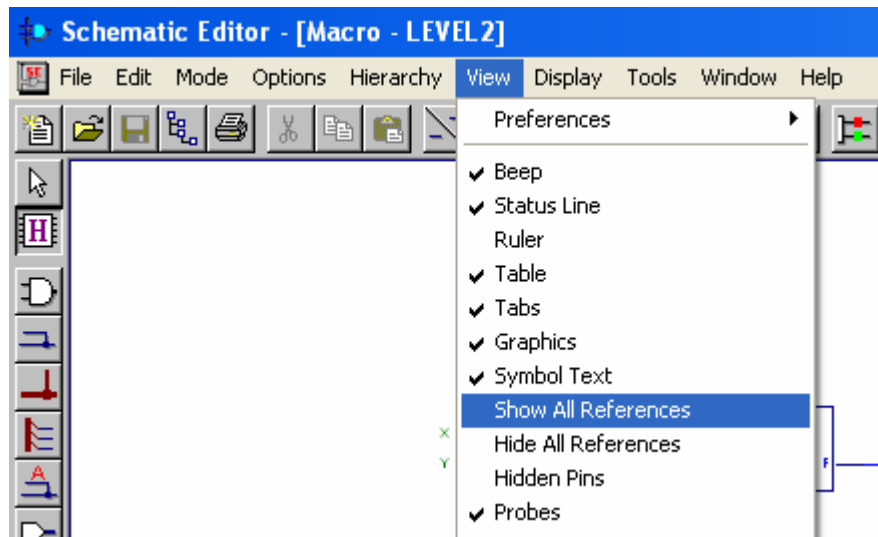 Schematic Editor - [Macro - LEVEL2]
File Edit Mode Options Hierarchy View Display Tools Window Help
Preferences
Beep
Status Line
Ruler
Table
Tabs
Graphics
Symbol Text
Show All References
Hide All References
Hidden Pins
Probes
SE
H
A
X
Y
F